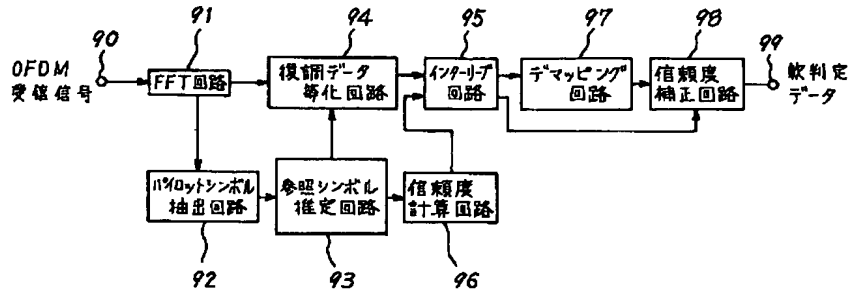 90
OFDM
受信信号
91
FFT回路
94
復調データ
等化回路
95
インターリーブ
回路
97
デマッピング
回路
98
信頼度
補正回路
99
軟判定
データ
パイロットシンボル
抽出回路
92
参照シンボル
推定回路
93
信頼度
計算回路
96